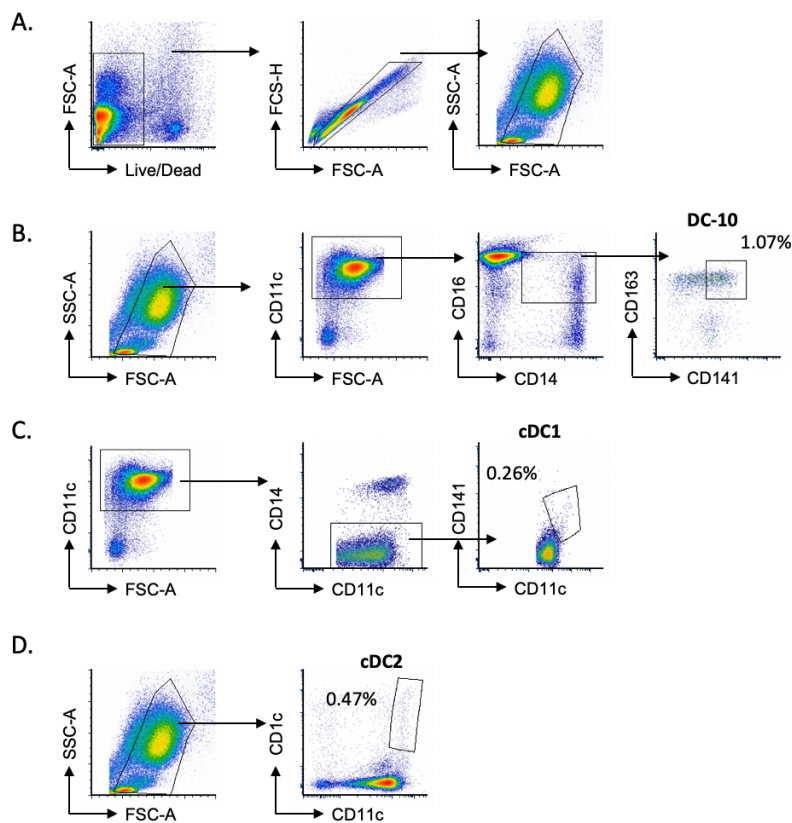 A.
FSC-A
Live/Dead
FCS-H
FSC-A
SSC-A
FSC-A
B.
SSC-A
FSC-A
CD11c
FSC-A
CD16
CD14
DC-10
1.07%
CD163
CD141
C.
CD11c
FSC-A
CD14
CD11c
cDC1
0.26%
CD141
CD11c
D.
SSC-A
FSC-A
cDC2
0.47%
CD1c
CD11c